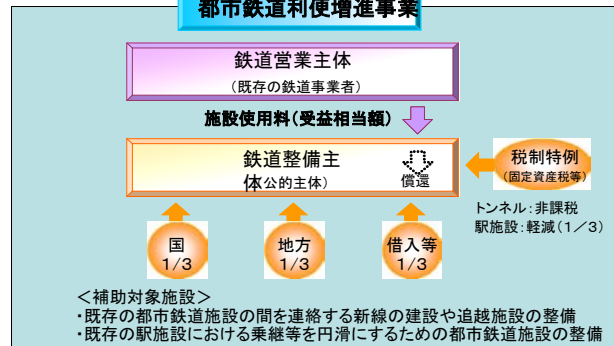 都市鉄道利便増進事業
鉄道営業主体
（既存の鉄道事業者）
施設使用料（受益相当額）
鉄道整備主
体（公的主体）
償還
税制特例
（固定資産税等）
トンネル：非課税
駅施設：軽減（１／３）
国
1/3
地方
1/3
借入等
1/3
＜補助対象施設＞
・既存の都市鉄道施設の間を連絡する新線の建設や追越施設の整備
・既存の駅施設における乗継等を円滑にするための都市鉄道施設の整備